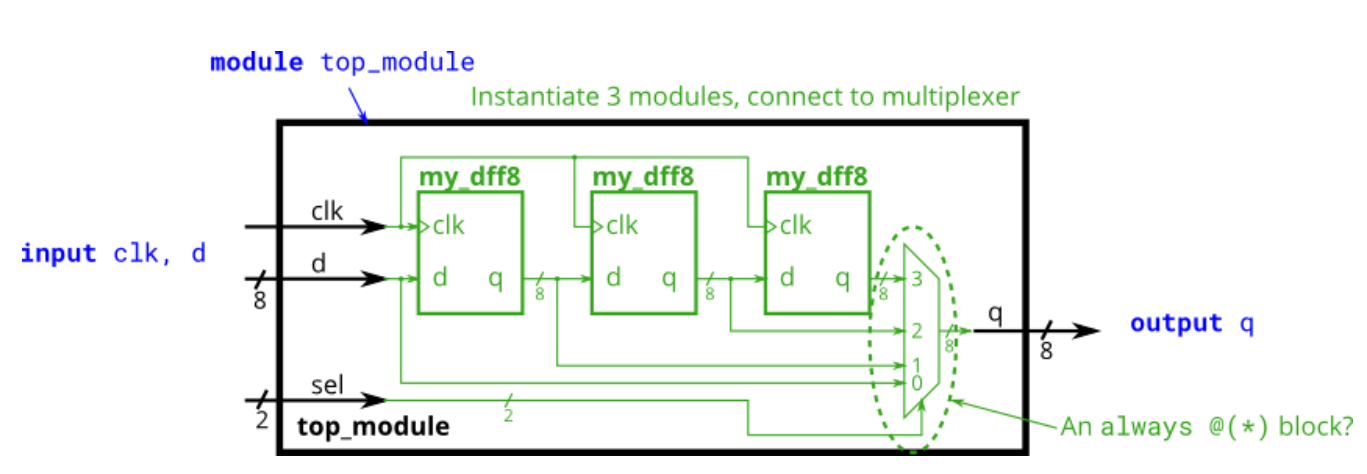 module top_module
Instantiate 3 modules, connect to multiplexer
my_dff8 my_dff8 my_dff8
clk clk clk clk
input clk, d
d d q d q d q 3
8 8 8 8
q
output q
2
8 8
1
0
sel
2 2
top_module
An always @(*) block?